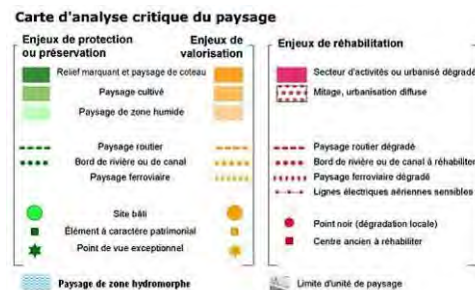 Carte d'analyse critique du paysage
Enjeux de protection
ou préservation
Enjeux de
valorisation
Enjeux de réhabilitation
Relief marquant et paysage de coteau
Paysage cultivé
Paysage de zone humide
Paysage routier
Bord de rivière ou de canal
Paysage ferroviaire
Site bâti
Élément à caractère patrimonial
Point de vue exceptionnel
Secteur d'activités ou urbanisé dégradé
Mitage, urbanisation diffuse
Paysage routier dégradé
Bord de rivière ou de canal à réhabiliter
Paysage ferroviaire dégradé
Lignes électriques aériennes sensibles
Point noir (dégradation locale)
Centre ancien à réhabiliter
Paysage de zone hydromorphe
Limite d'unité de paysage